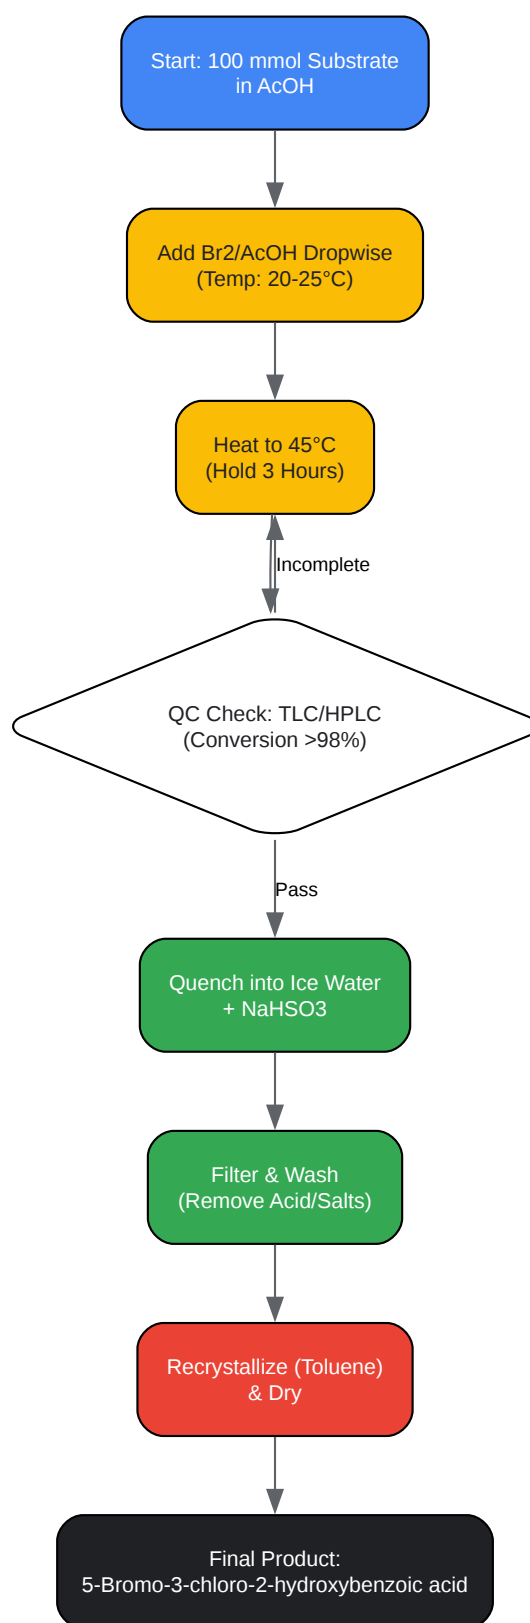 Start: 100 mmol Substrate
in AcOH
Add Br2/AcOH Dropwise
(Temp: 20-25°C)
Heat to 45°C
(Hold 3 Hours)
Incomplete
QC Check: TLC/HPLC
(Conversion >98%)
Pass
Quench into Ice Water
+ NaHSO3
Filter & Wash
(Remove Acid/Salts)
Recrystallize (Toluene)
& Dry
Final Product:
5-Bromo-3-chloro-2-hydroxybenzoic acid